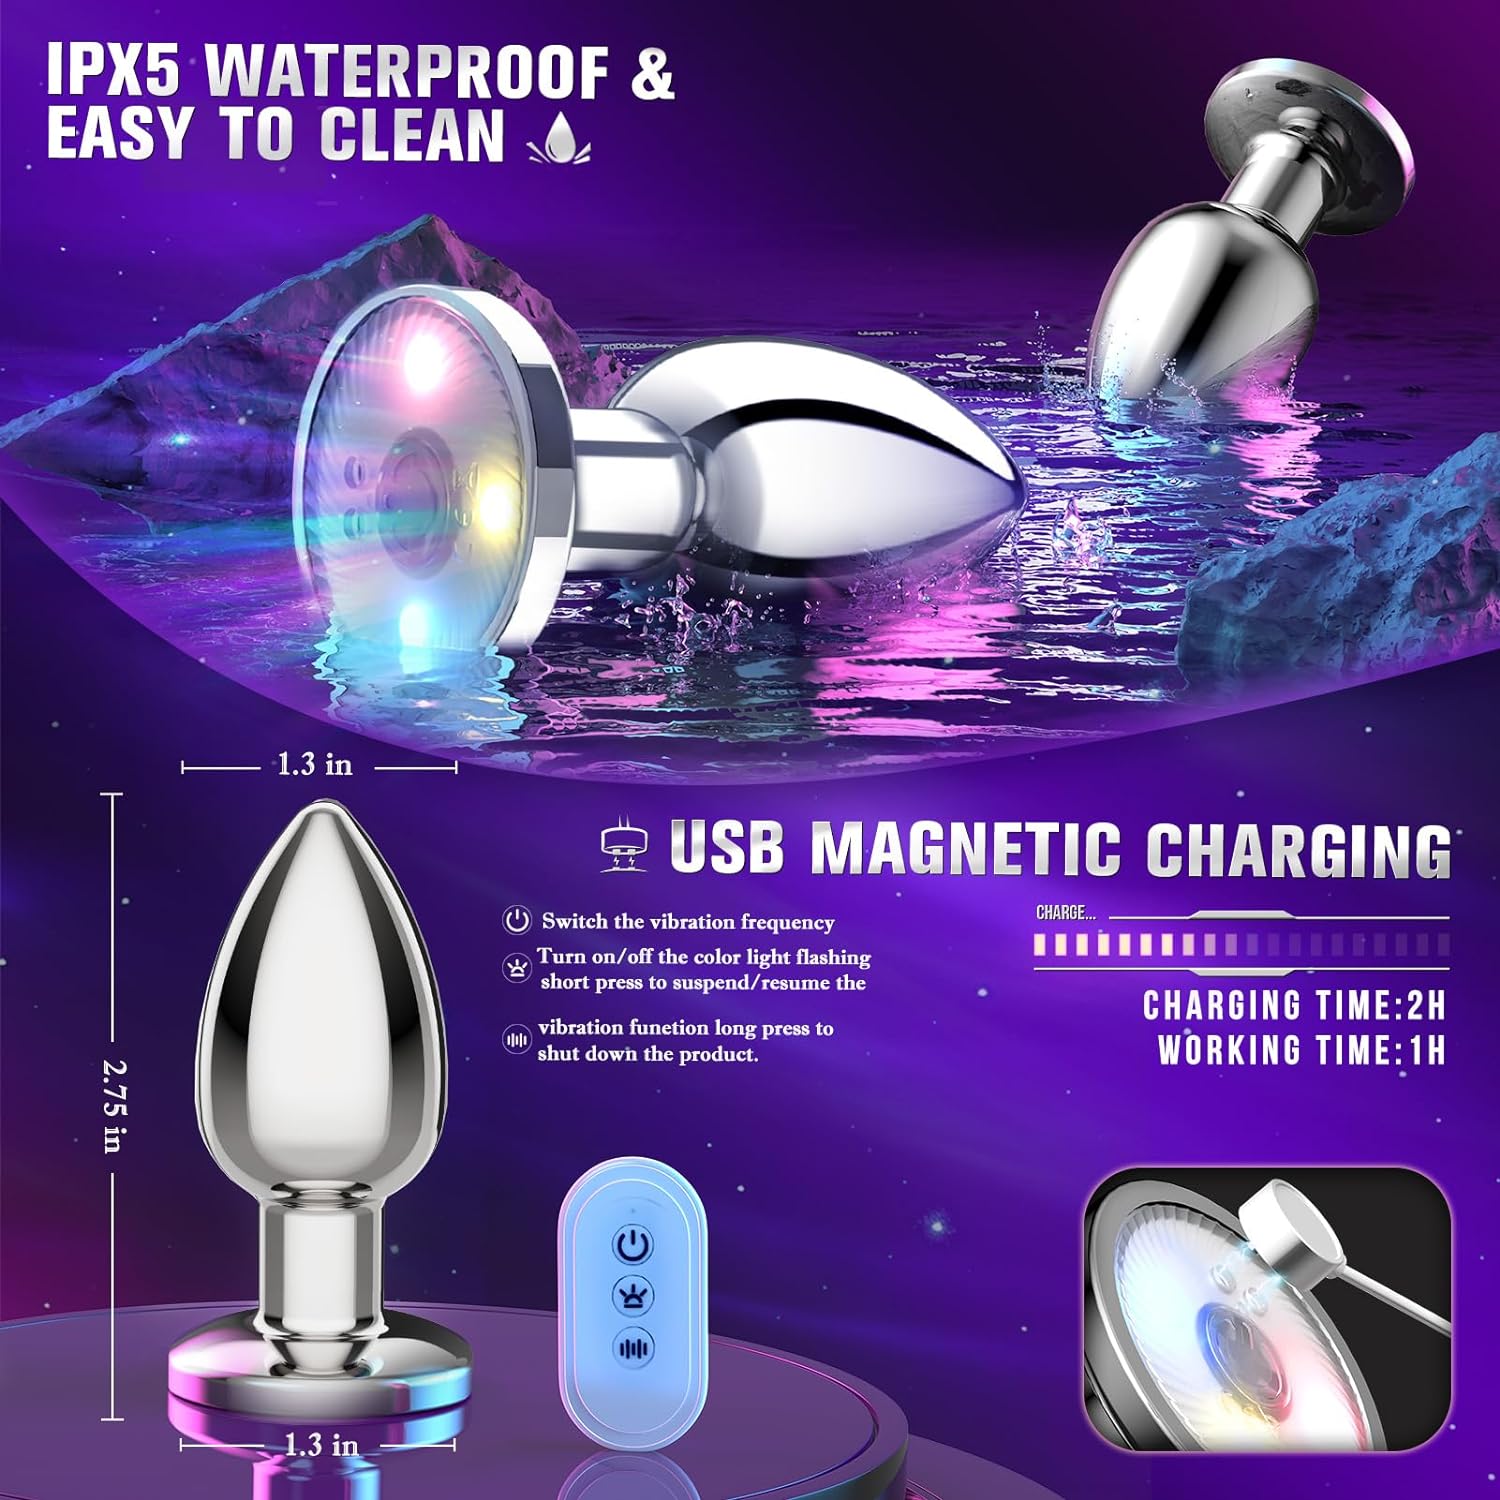 IPX5 WATERPROOF &
EASY TO CLEAN
1.3 in
2.75 in
1.3 in
USB MAGNETIC CHARGING
Switch the vibration frequency
Turn on/off the color light flashing
short press to suspend/resume the
vibration funetion long press to
shut down the product.
CHARGE...
CHARGING TIME:2H
WORKING TIME:1H